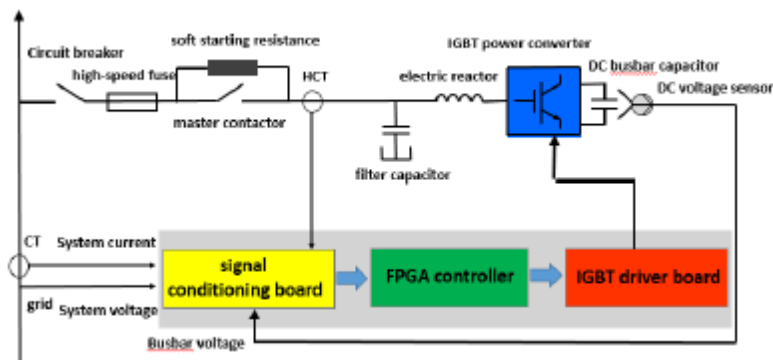 soft starting resistance
IGBT power converter
Circuit breaker
high-speed fuse
HCT
electric reactor
DC busbar capacitor
DC voltage sensor
master contactor
filter capacitor
CT
System current
signal
conditioning board
FPGA controller
IGBT driver board
grid
System voltage
Busbar voltage